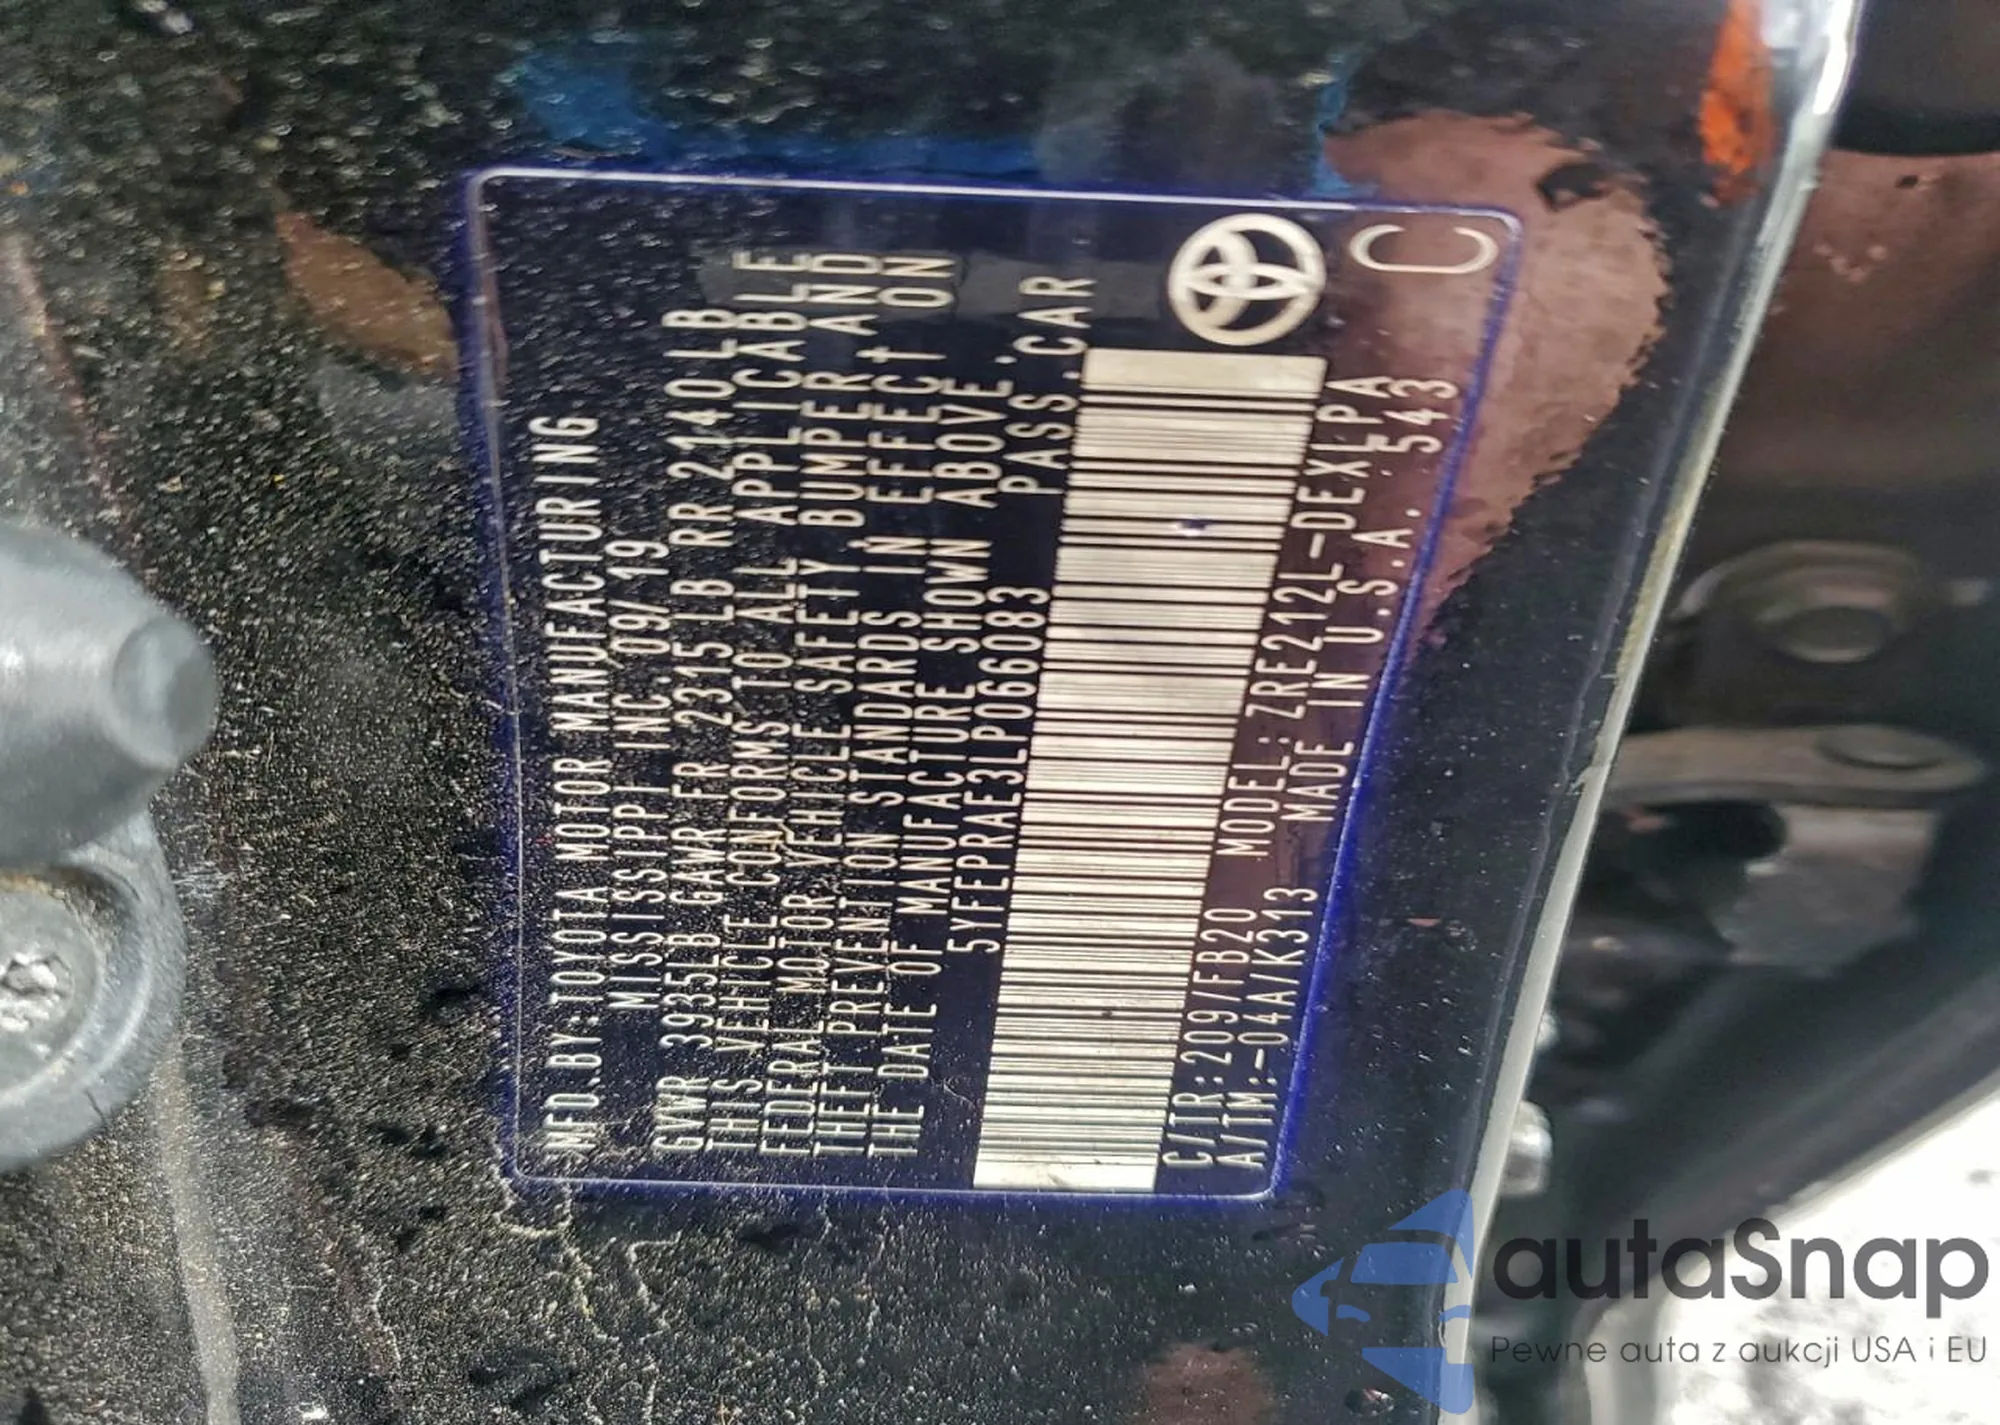 MFD.BY:TOYOTA MOTOR MANUFACTURING
MISSISSIPPI INC. 09/19
GVWR 3935LB GAWR FR 2315LB RR 2140LB
THIS VEHICLE CONFORMS TO ALL APPLICABLE
FEDERAL MOTOR VEHICLE SAFETY BUMPER AND
THEFT PREVENTION STANDARDS IN EFFECT ON
THE DATE OF MANUFACTURE SHOWN ABOVE.
5YFEPRAE3LP066083 PASS.CAR
C/TR:209/FB20 MODEL:ZRE212L-DEXLPA
A/TM:-04A/K313 MADE IN U.S.A. 543
C
autaSnap
Pewne auta z aukcji USA i EU